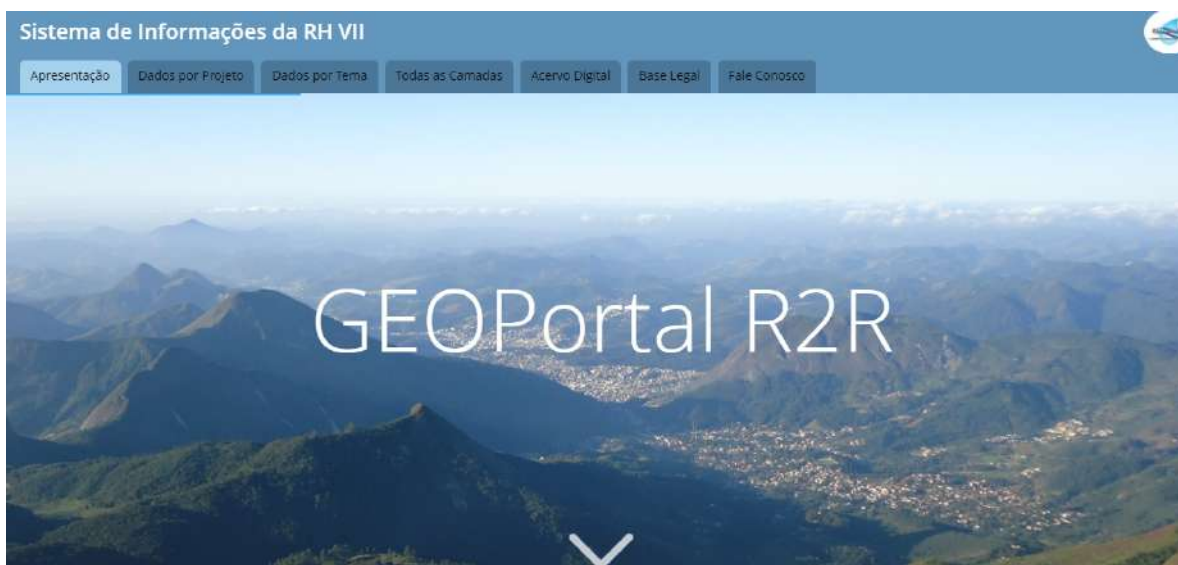 Sistema de Informações da RH VII
Apresentação Dados por Projeto Dados por Tema Todas as Camadas Acervo Digital Base Legal Fale Conosco
GEOPortal R2R